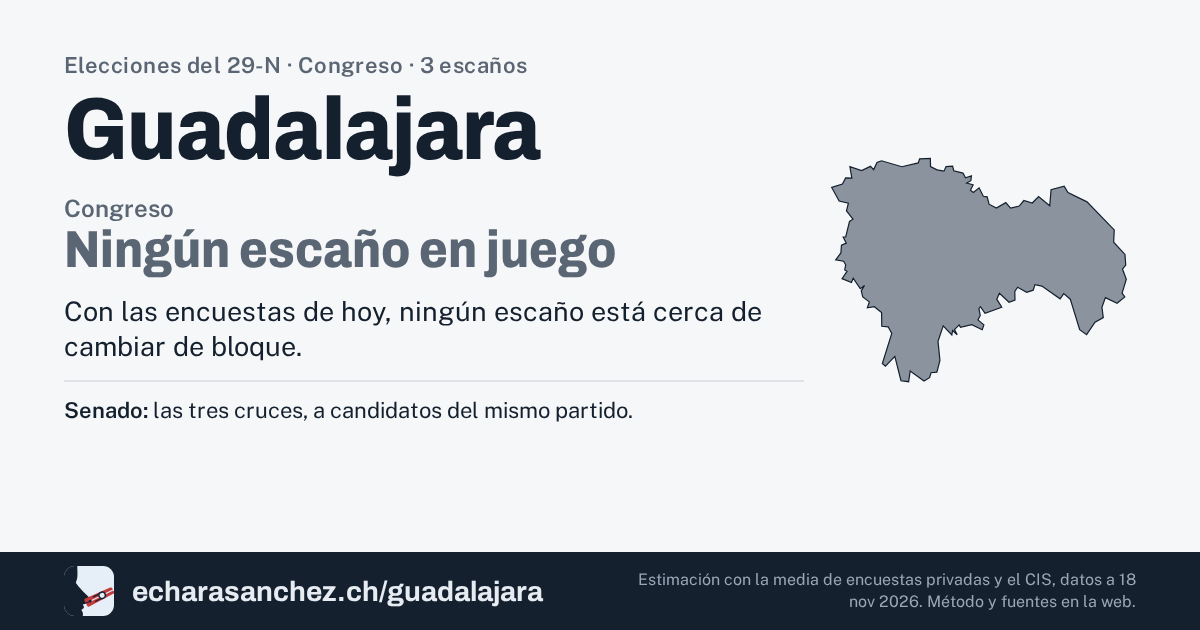 Elecciones del 29-N · Congreso · 3 escaños
Guadalajara
Congreso
Ningún escaño en juego
Con las encuestas de hoy, ningún escaño está cerca de
cambiar de bloque.
Senado: las tres cruces, a candidatos del mismo partido.
echarasanchez.ch/guadalajara
Estimación con la media de encuestas privadas y el CIS, datos a 18
nov 2026. Método y fuentes en la web.